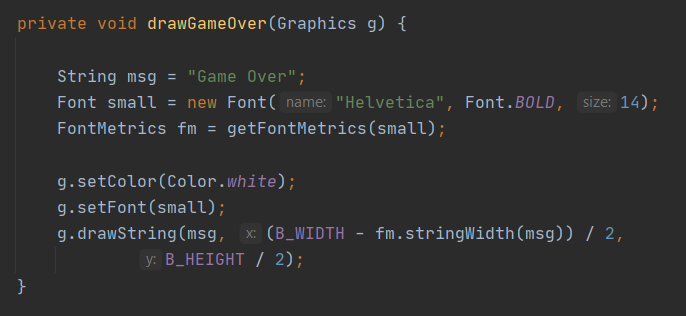 private void drawGameOver(Graphics g) {
String msg = "Game Over";
Font small = new Font( name: "Helvetica", Font.BOLD, size: 14);
FontMetrics fm = getFontMetrics(small);
g.setColor(Color.white);
g.setFont(small);
g.drawString(msg, x: (B_WIDTH - fm.stringWidth(msg)) / 2,
y: B_HEIGHT / 2);
}